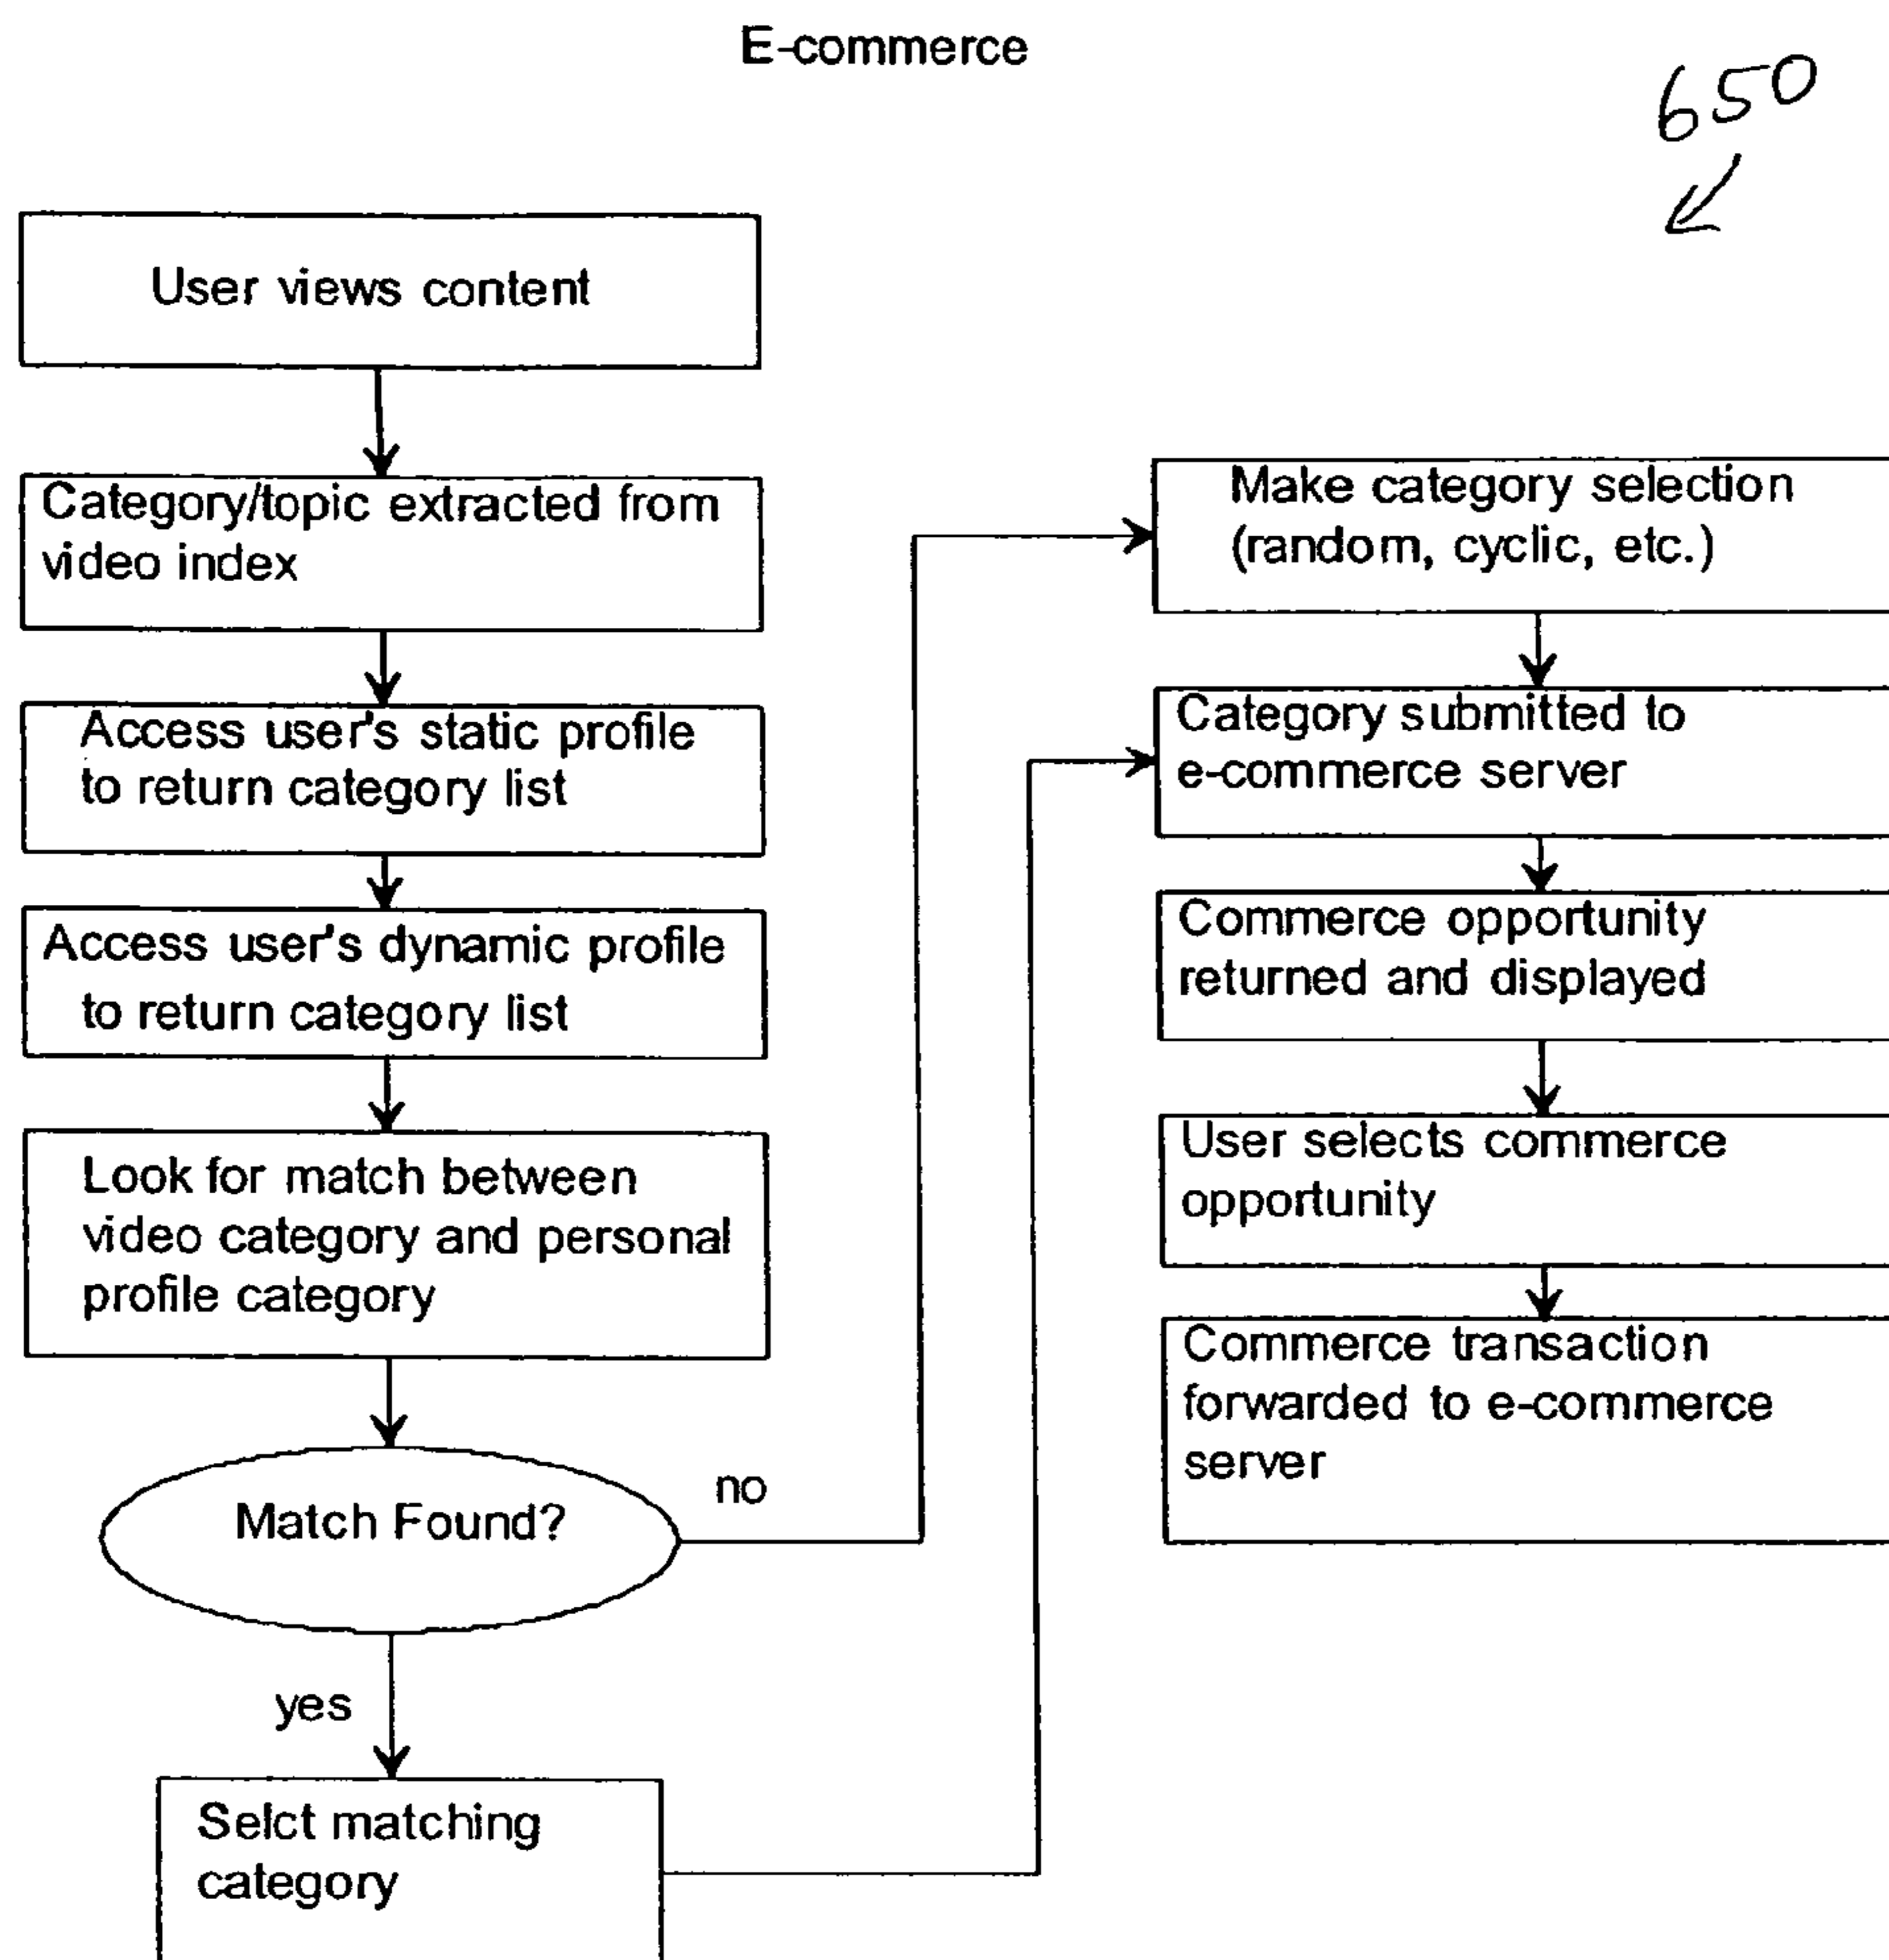 E-commerce
650
User views content
Category/topic extracted from
video index
Access user's static profile
to return category list
Access user's dynamic profile
to return category list
Look for match between
video category and personal
profile category
Match Found?
no
yes
Selct matching
category
Make category selection
(random, cyclic, etc.)
Category submitted to
e-commerce server
Commerce opportunity
returned and displayed
User selects commerce
opportunity
Commerce transaction
forwarded to e-commerce
server